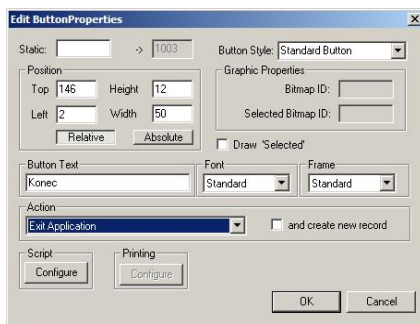 Edit ButtonProperties
Static: -> 1003 Button Style: Standard Button
Position Graphic Properties
Top 146 Height 12 Bitmap ID:
Left 2 Width 50 Selected Bitmap ID:
Relative Absolute
Draw 'Selected'
Button Text Font Frame
Konec Standard Standard
Action
Exit Application and create new record
Script Printing
Configure Configure
OK Cancel